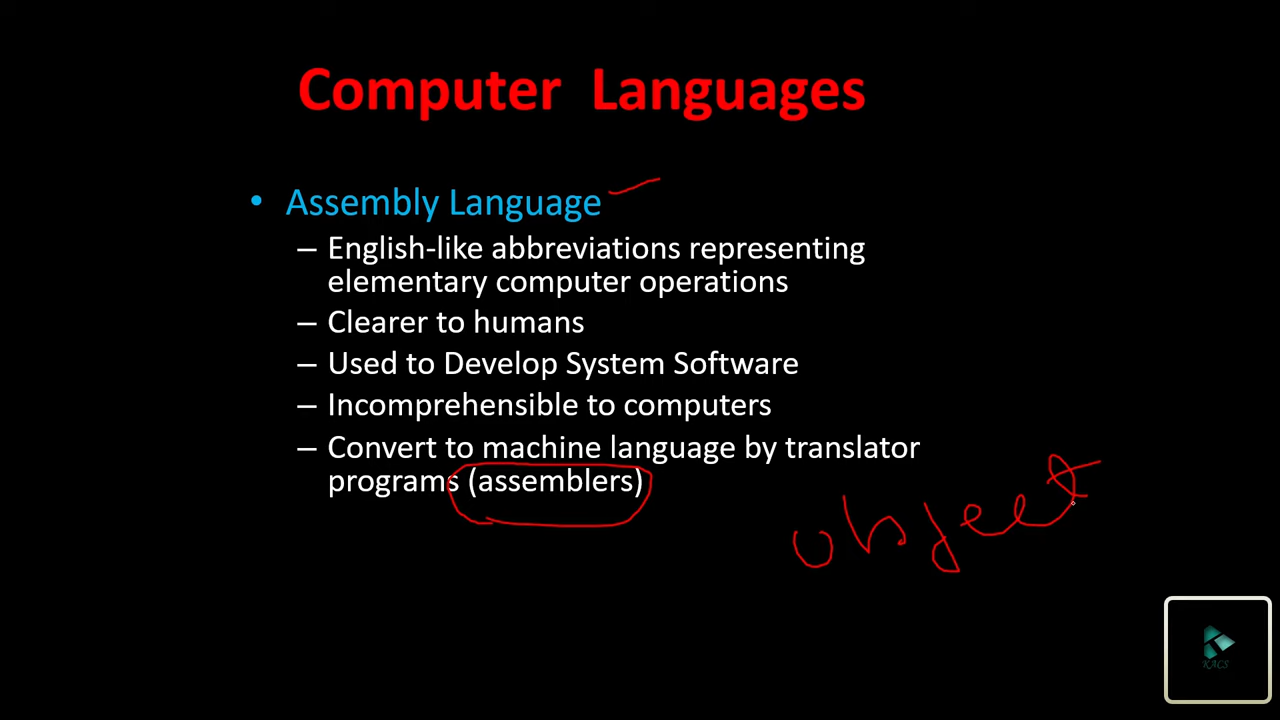 Computer Languages
• Assembly Language
– English-like abbreviations representing
elementary computer operations
– Clearer to humans
– Used to Develop System Software
– Incomprehensible to computers
– Convert to machine language by translator
programs (assemblers)
object
KACS